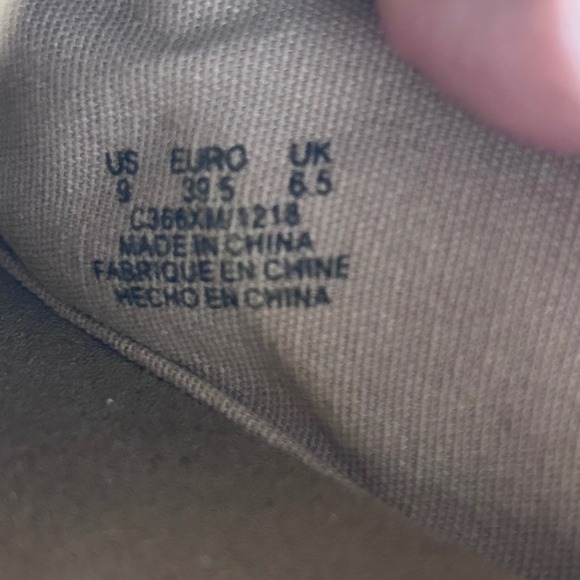 US EURO UK
9 39.5 6.5
C366XM/1218
MADE IN CHINA
FABRIQUE EN CHINE
HECHO EN CHINA